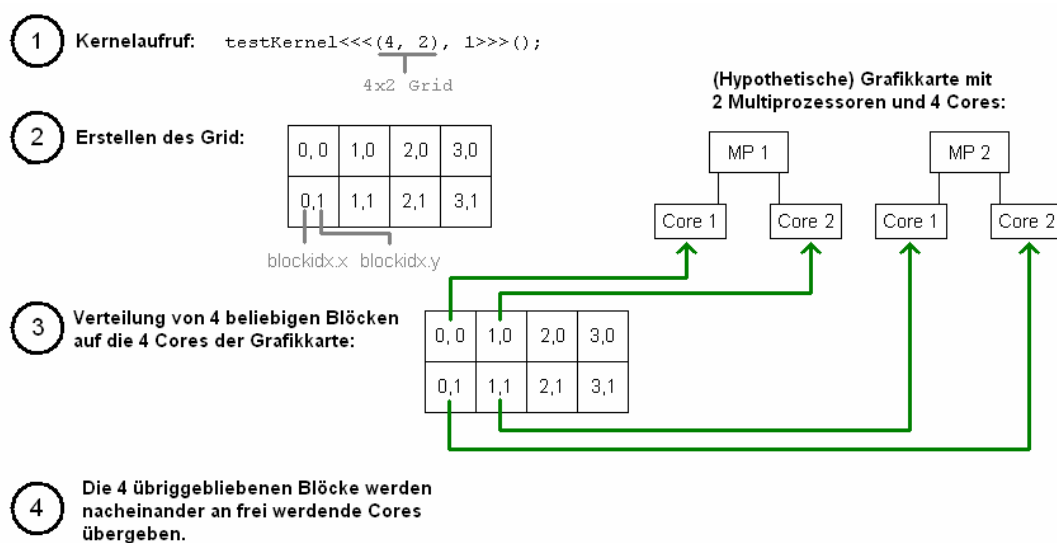 1
Kernelaufruf: testKernel<<<(4, 2), 1>>>();
4x2 Grid
(Hypothetische) Grafikkarte mit
2 Multiprozessoren und 4 Cores:
2
Erstellen des Grid:
0, 0 1,0 2,0 3,0
0,1 1,1 2,1 3,1
blockidx.x blockidx.y
MP 1 MP 2
Core 1 Core 2 Core 1 Core 2
3
Verteilung von 4 beliebigen Blöcken
auf die 4 Cores der Grafikkarte:
0, 0 1,0 2,0 3,0
0,1 1,1 2,1 3,1
4
Die 4 übriggebliebenen Blöcke werden
nacheinander an frei werdende Cores
übergeben.